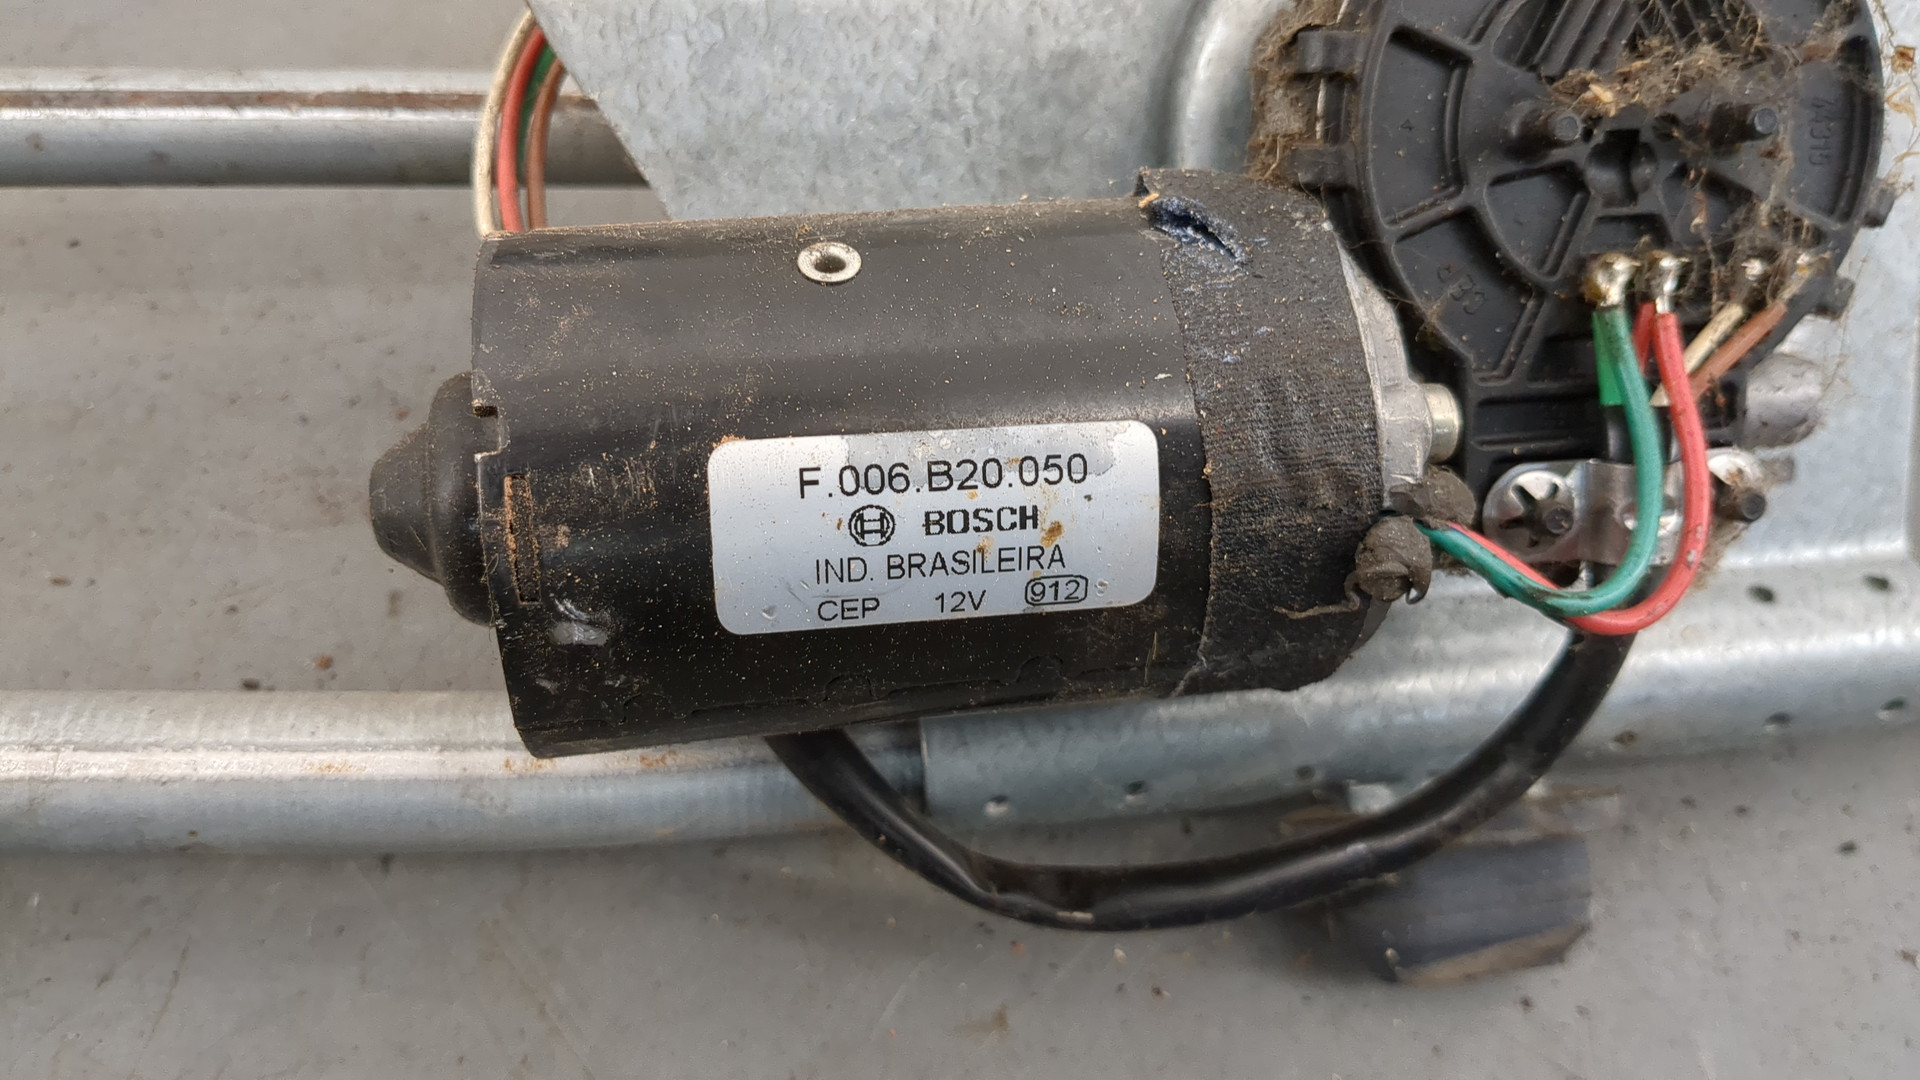 F.006.B20.050
BOSCH
IND. BRASILEIRA
CEP 12V 912